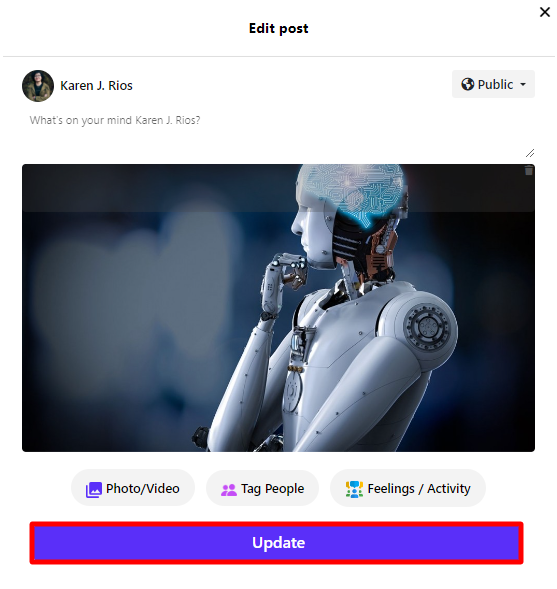 Edit post
Karen J. Rios
Public
What's on your mind Karen J. Rios?
Photo/Video
Tag People
Feelings / Activity
Update